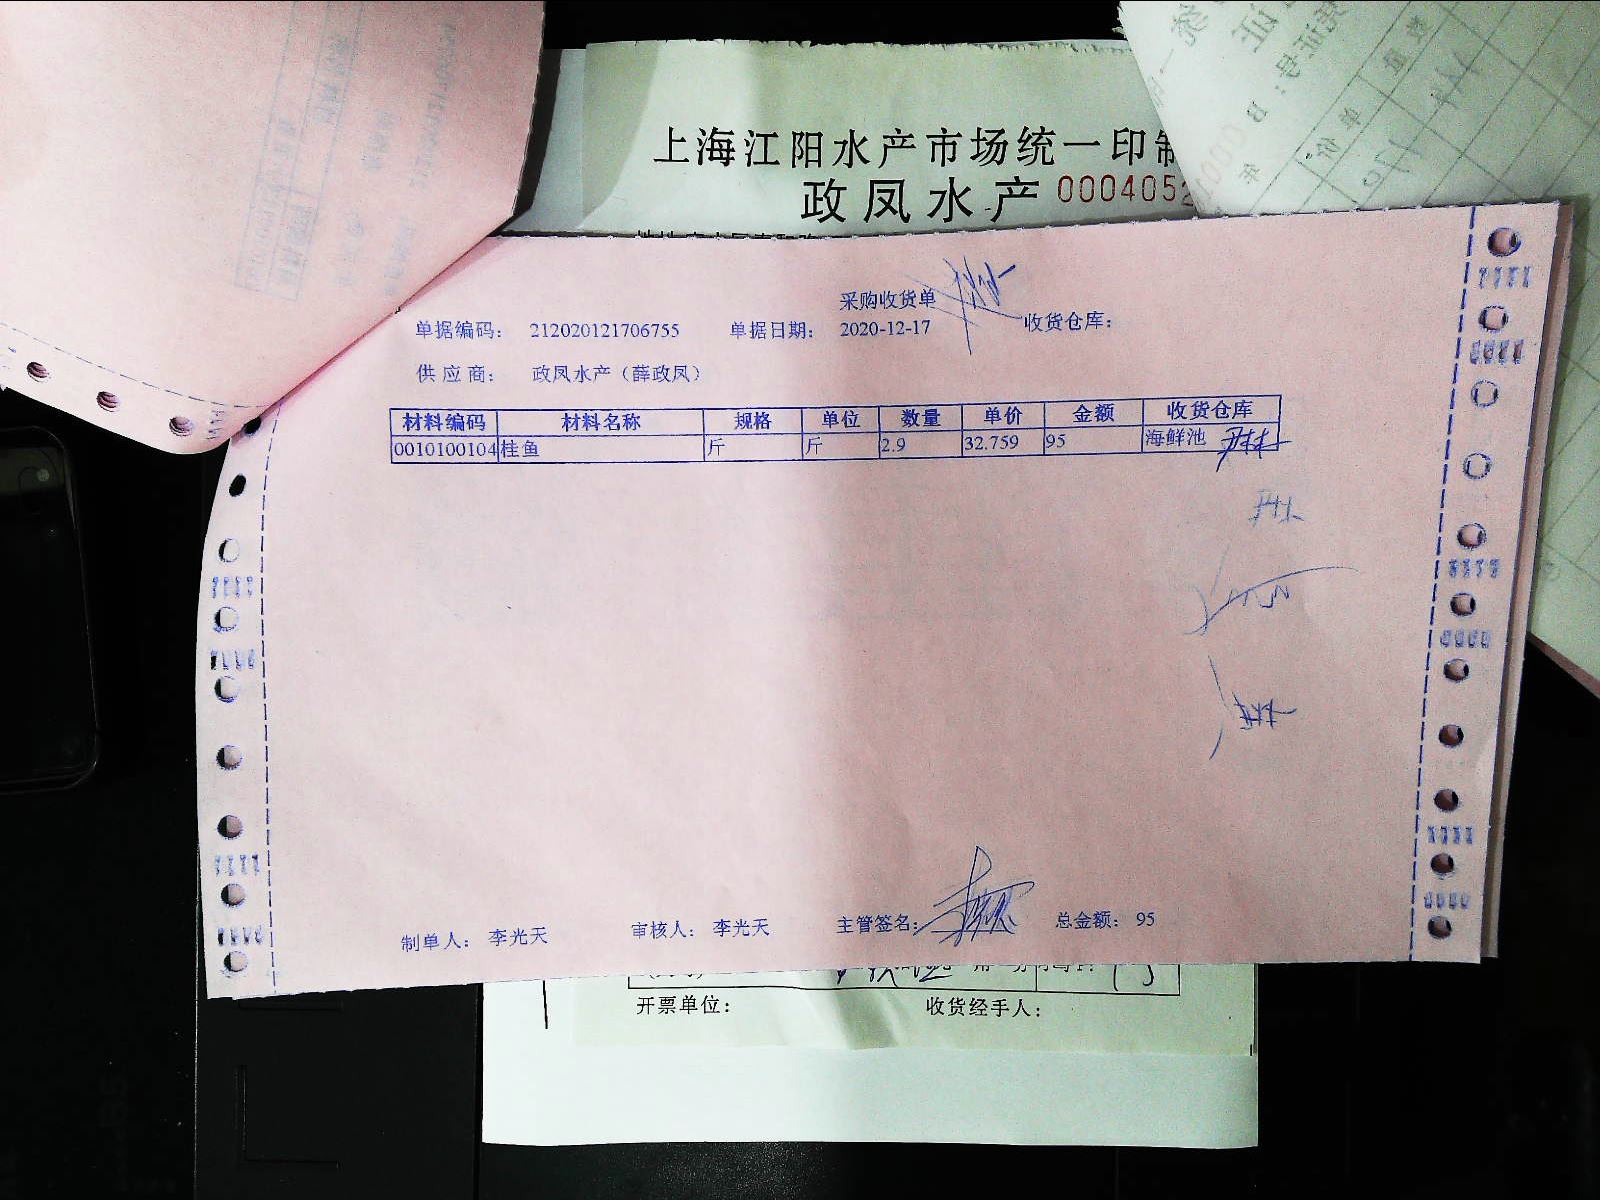 上海江阳水产市场统一印制
政凤水产 000405
采购收货单
单据编码： 212020121706755 单据日期： 2020-12-17 收货仓库：
供应商： 政凤水产（薛政凤）
材料编码 材料名称 规格 单位 数量 单价 金额 收货仓库
0010100104 桂鱼 斤 斤 2.9 32.759 95 海鲜池
制单人： 李光天 审核人： 李光天 主管签名： 总金额： 95
开票单位： 收货经手人：